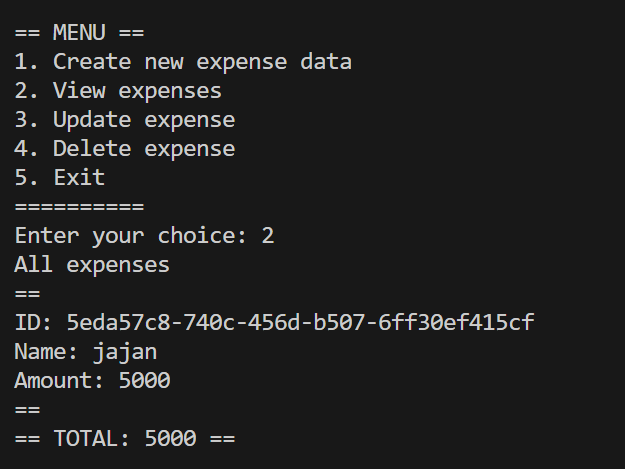 == MENU ==
1. Create new expense data
2. View expenses
3. Update expense
4. Delete expense
5. Exit
==========
Enter your choice: 2
All expenses
==
ID: 5eda57c8-740c-456d-b507-6ff30ef415cf
Name: jajan
Amount: 5000
==
== TOTAL: 5000 ==